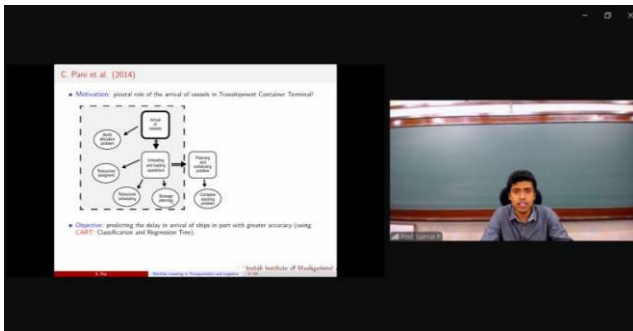 C. Pani et al. (2014)
Motivation: pivotal role of the arrival of vessels in Transhipment Container Terminal!
Arrival
of
vessels
Berth
allocation
problem
Unloading
and loading
operations
Planning
and
scheduling
problem
Resources
assignment
Resources
scheduling
Storage
planning
Container
stacking
problem
Objective: predicting the delay in arrival of ships in port with greater accuracy (using
CART: Classification and Regression Tree)
Indian Institute of Management
Machine Learning in Transportation and Logistics